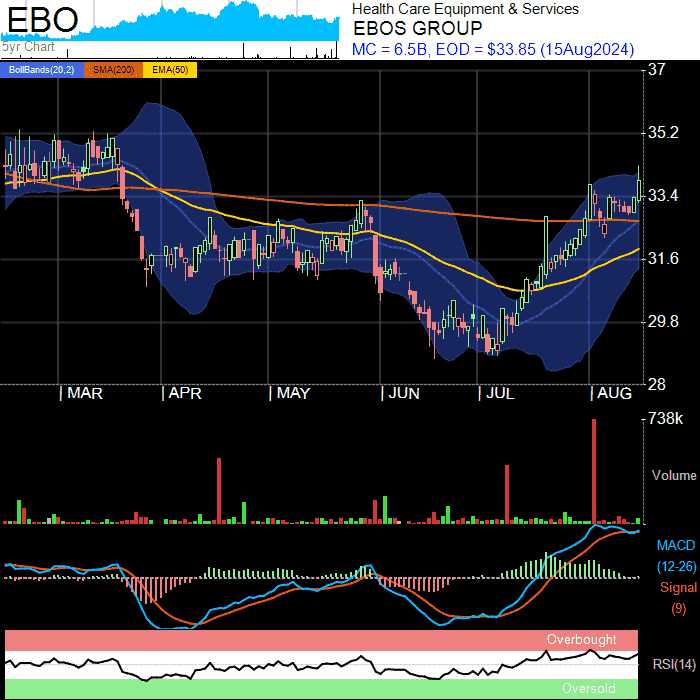 EBO
5yr Chart
Health Care Equipment & Services
EBOS GROUP
MC = 6.5B, EOD = $33.85 (15Aug2024)
BollBands(20,2) SMA(200) EMA(50)
37
35.2
33.4
31.6
29.8
28
MAR APR MAY JUN JUL AUG
738k
Volume
MACD
(12-26)
Signal
(9)
Overbought
RSI(14)
Oversold